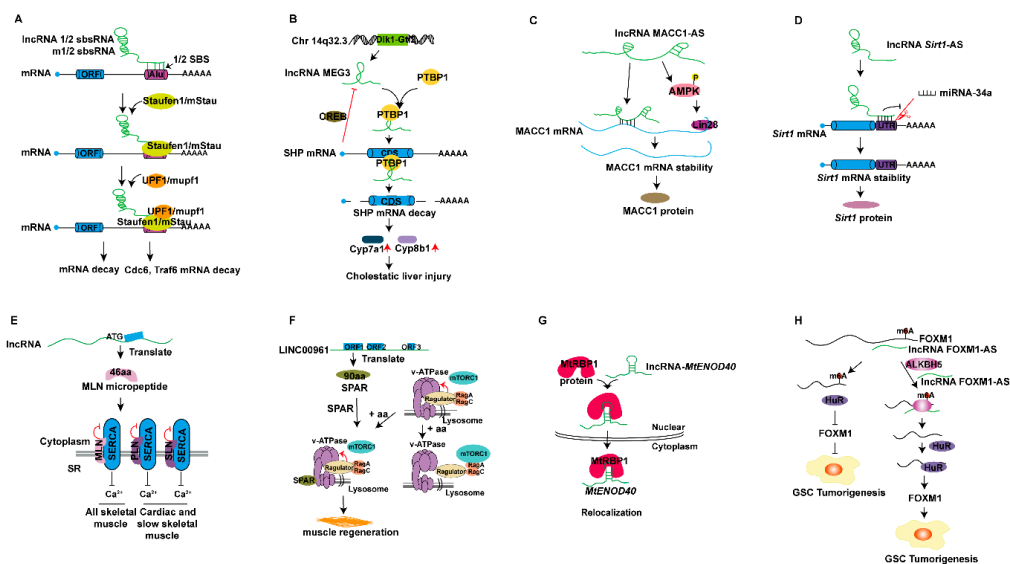 A
lncRNA 1/2 sbsRNA
m1/2 sbsRNA
1/2 SBS
mRNA
ORF
Alu
AAAAA
Staufen1/mStau
Staufen1/mStau
mRNA
ORF
AAAAA
UPF1/mupf1
UPF1/mupf1
Staufen1/mStau
mRNA
ORF
AAAAA
mRNA decay
Cdc6, Traf6 mRNA decay
B
Chr 14q32.3
Dlk1-Gtl2
lncRNA MEG3
PTBP1
CREB
PTBP1
SHP mRNA
CDS
AAAAA
PTBP1
CDS
AAAAA
SHP mRNA decay
Cyp7a1
Cyp8b1
Cholestatic liver injury
C
lncRNA MACC1-AS
P
AMPK
Lin28
MACC1 mRNA
MACC1 mRNA stability
MACC1 protein
D
lncRNA Sirt1-AS
miRNA-34a
Sirt1 mRNA
UTR
AAAAA
UTR
AAAAA
Sirt1 mRNA staibility
Sirt1 protein
E
ATG
lncRNA
Translate
46aa
MLN micropeptide
Cytoplasm
MLN
SERCA
PLN
SERCA
SLN
SERCA
SR
Ca2+
Ca2+
Ca2+
All skeletal
muscle
Cardiac and
slow skeletal
muscle
F
LINC00961
ORF1
ORF2
ORF3
Translate
90aa
SPAR
v-ATPase
mTORC1
Ragulator
RagA
RagC
Lysosome
SPAR
+ aa
+ aa
v-ATPase
mTORC1
Ragulator
RagA
RagC
SPAR
Lysosome
v-ATPase
mTORC1
Ragulator
RagA
RagC
Lysosome
muscle regeneration
G
MtRBP1
protein
lncRNA-MtENOD40
Nuclear
Cytoplasm
MtRBP1
MtENOD40
Relocalization
H
m6A
FOXM1
lncRNA FOXM1-AS
ALKBH5
m6A
lncRNA FOXM1-AS
m6A
HuR
FOXM1
HuR
HuR
FOXM1
GSC Tumorigenesis
GSC Tumorigenesis